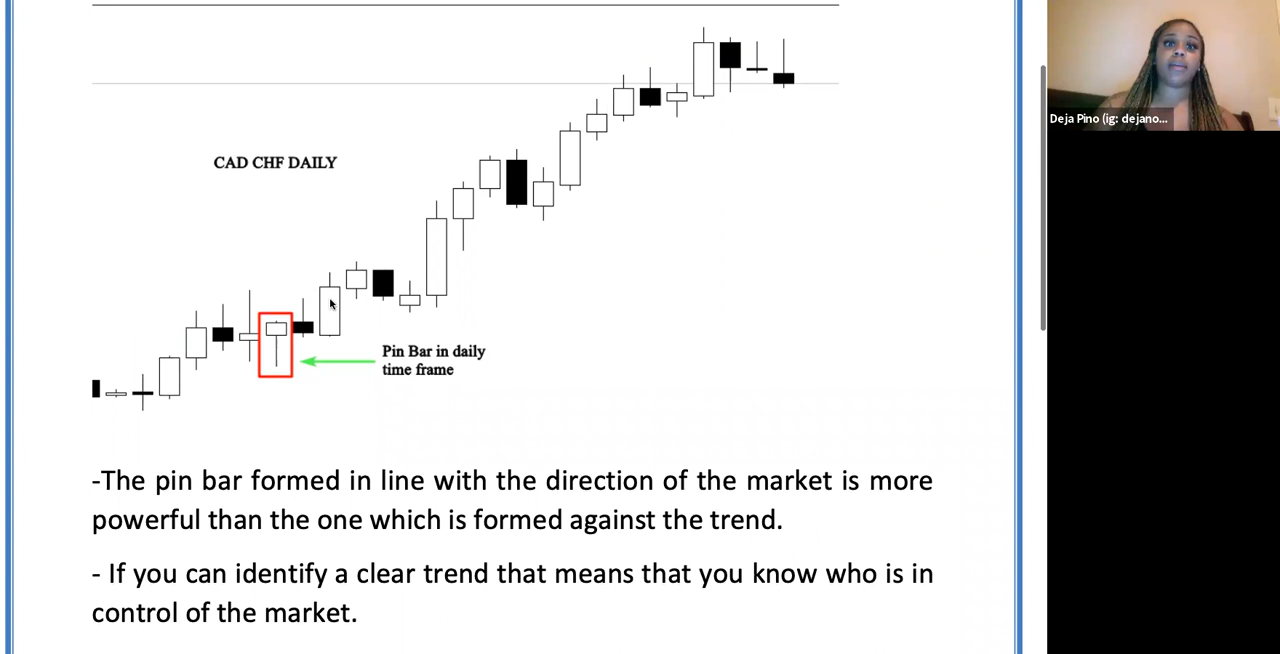 CAD CHF DAILY
Pin Bar in daily
time frame
-The pin bar formed in line with the direction of the market is more
powerful than the one which is formed against the trend.
- If you can identify a clear trend that means that you know who is in
control of the market.
Deja Pino (ig: dejano...